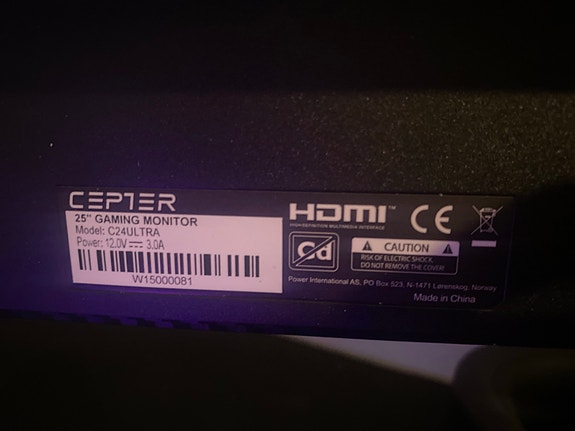 CEPTER
25" GAMING MONITOR
Model: C24ULTRA
Power: 12.0V⎓3.0A
W15000081
HDMI™
HIGH-DEFINITION MULTIMEDIA INTERFACE
CE
Cd
CAUTION
RISK OF ELECTRIC SHOCK
DO NOT REMOVE THE COVER
Power International AS, PO Box 523, N-1471 Lørenskog, Norway
Made in China